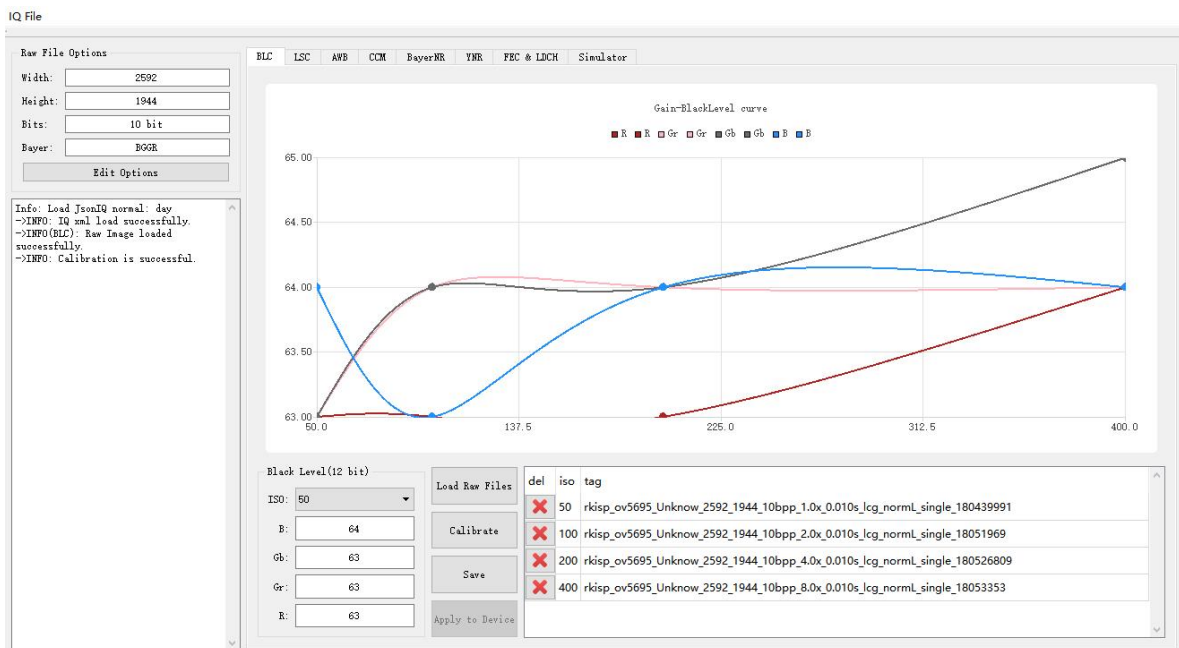 IQ File
Raw File Options
Width: 2592
Height: 1944
Bits: 10 bit
Bayer: BGGR
Edit Options
Info: Load JsonIQ normal: day
->INFO: IQ xml load successfully.
->INFO(BLC): Raw Image loaded
successfully.
->INFO: Calibration is successful.
BLC LSC AWB CCM BayerNR YNR FEC & LDCH Simulator
Gain-BlackLevel curve
R R Gr Gr Gb Gb B B
65.00
64.50
64.00
63.50
63.00
50.0 137.5 225.0 312.5 400.0
Black Level(12 bit)
ISO: 50
B: 64
Gb: 63
Gr: 63
R: 63
Load Raw Files
Calibrate
Save
Apply to Device
del iso tag
50 rkisp_ov5695_Unknow_2592_1944_10bpp_1.0x_0.010s_lcg_normL_single_180439991
100 rkisp_ov5695_Unknow_2592_1944_10bpp_2.0x_0.010s_lcg_normL_single_18051969
200 rkisp_ov5695_Unknow_2592_1944_10bpp_4.0x_0.010s_lcg_normL_single_180526809
400 rkisp_ov5695_Unknow_2592_1944_10bpp_8.0x_0.010s_lcg_normL_single_18053353